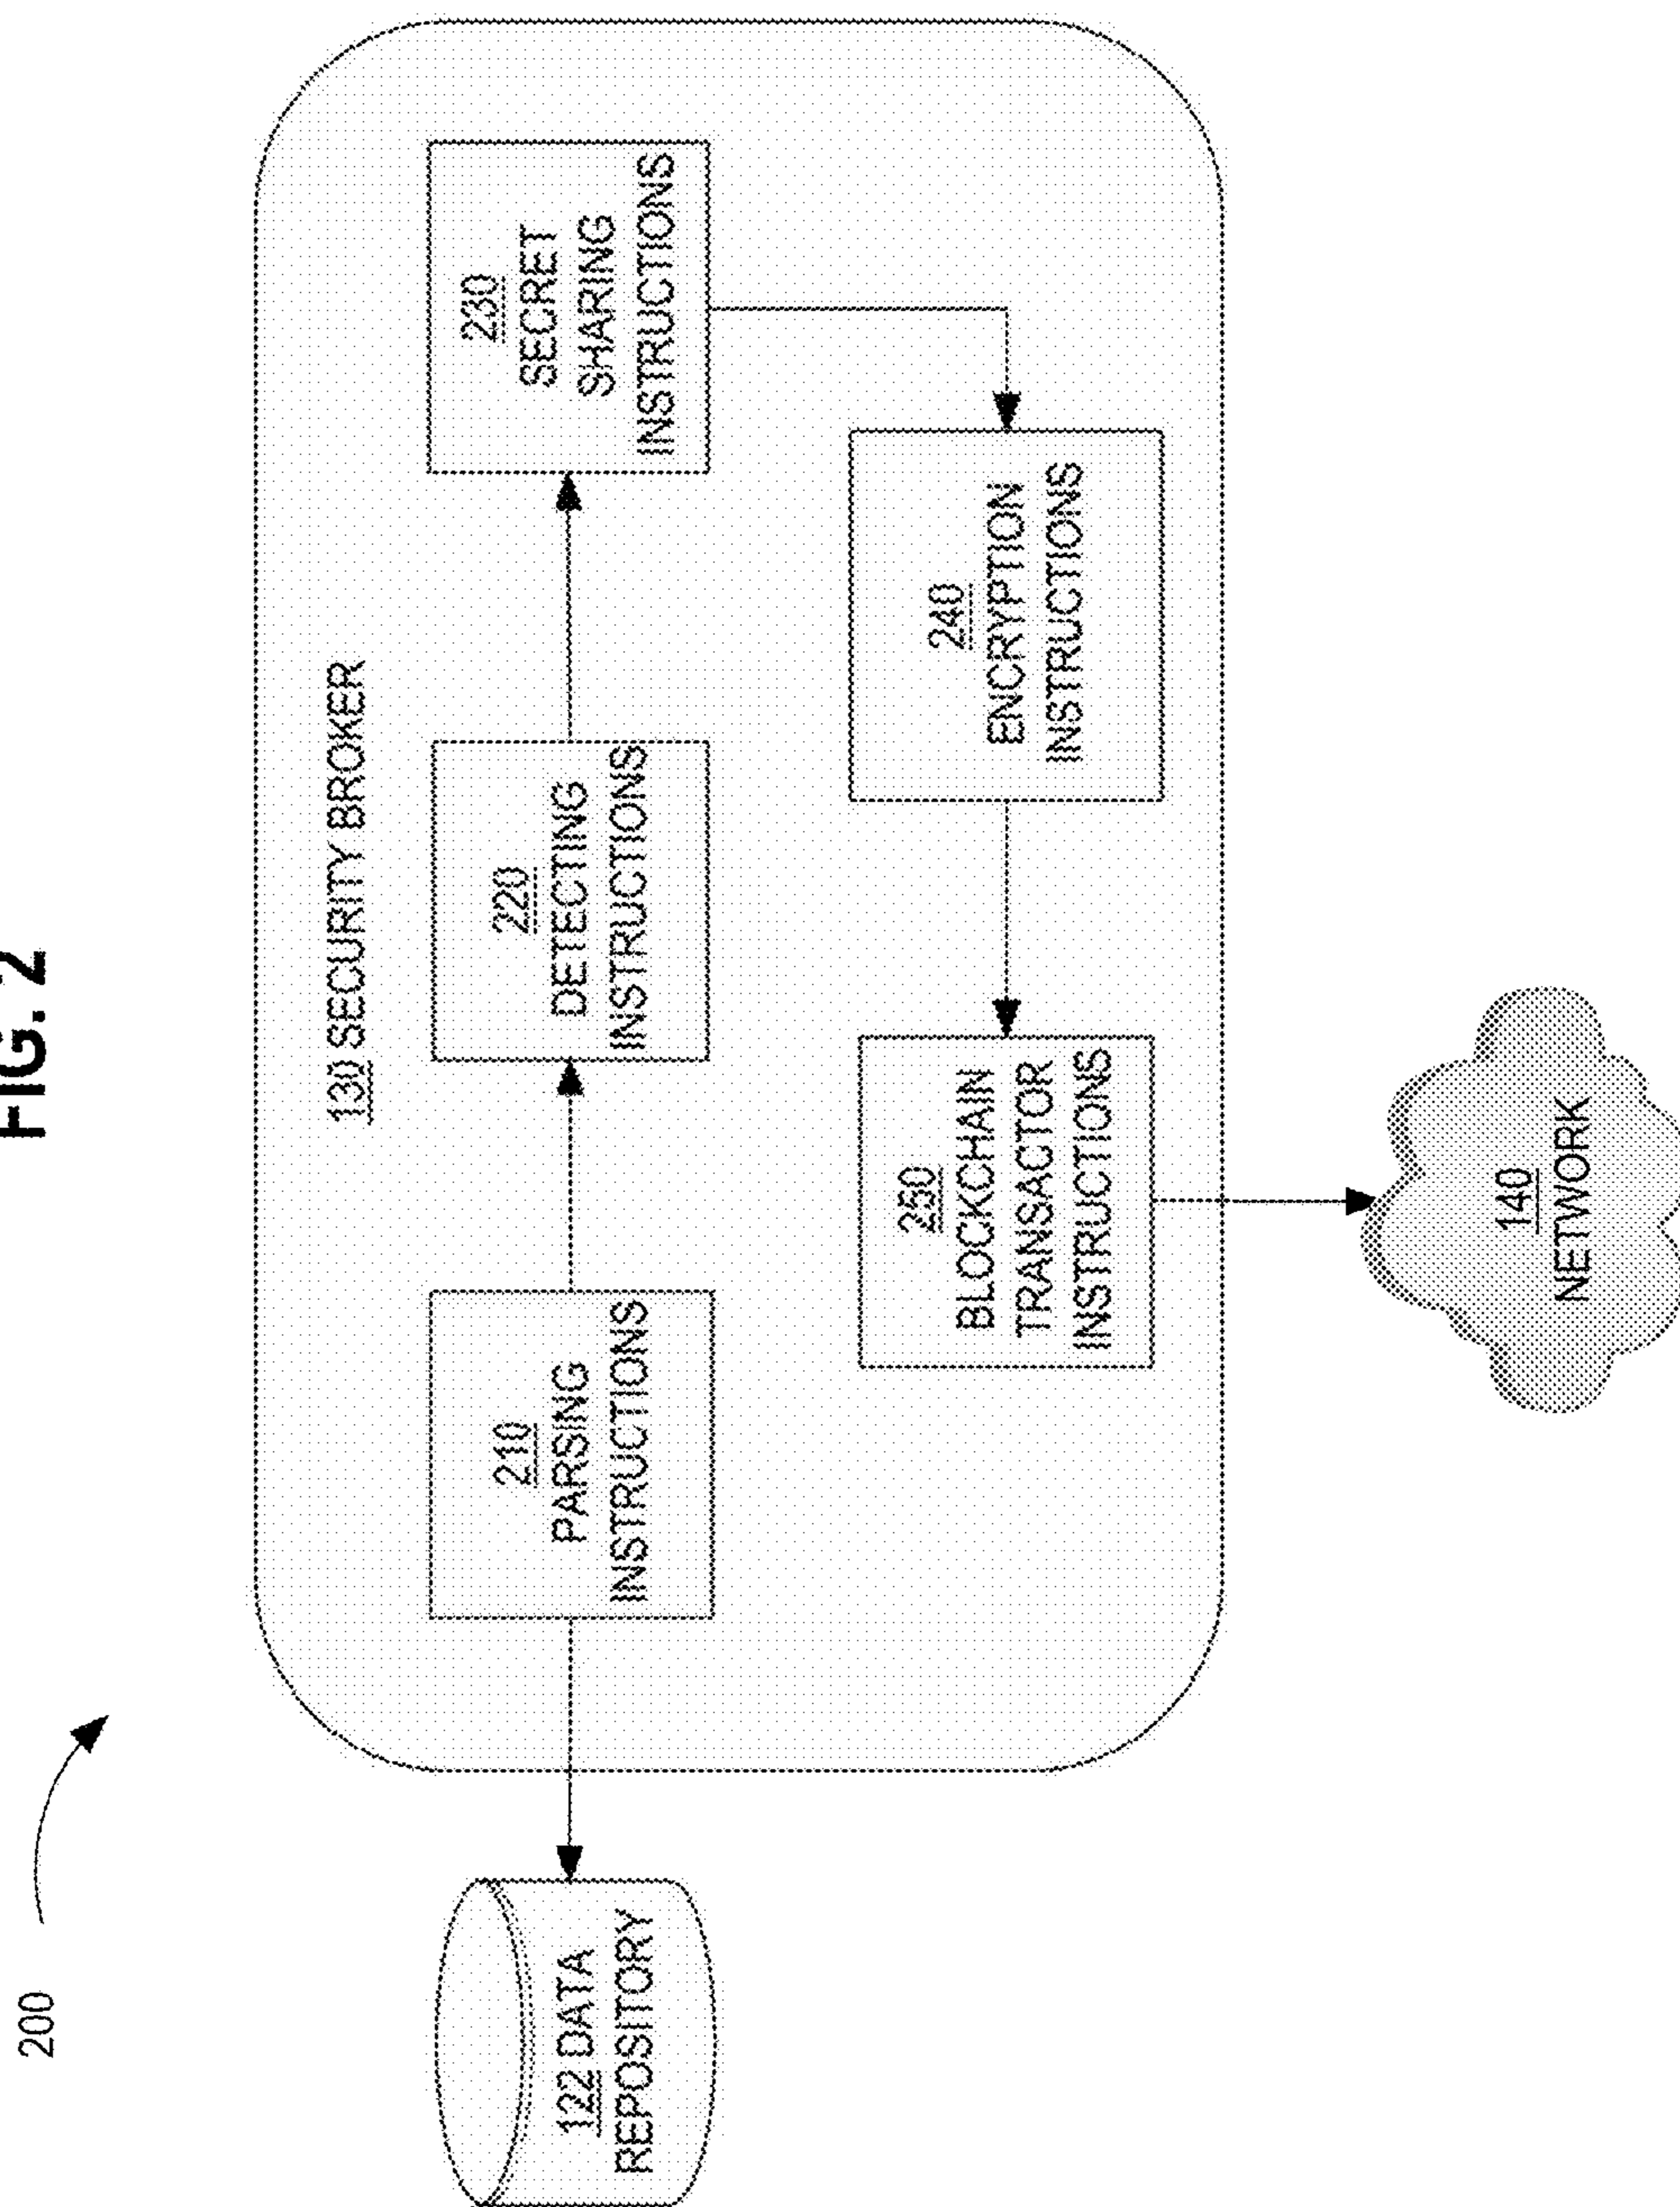 FIG. 2
200
130 SECURITY BROKER
122 DATA
REPOSITORY
210
PARSING
INSTRUCTIONS
220
DETECTING
INSTRUCTIONS
230
SECRET
SHARING
INSTRUCTIONS
250
BLOCKCHAIN
TRANSACTOR
INSTRUCTIONS
240
ENCRYPTION
INSTRUCTIONS
140
NETWORK